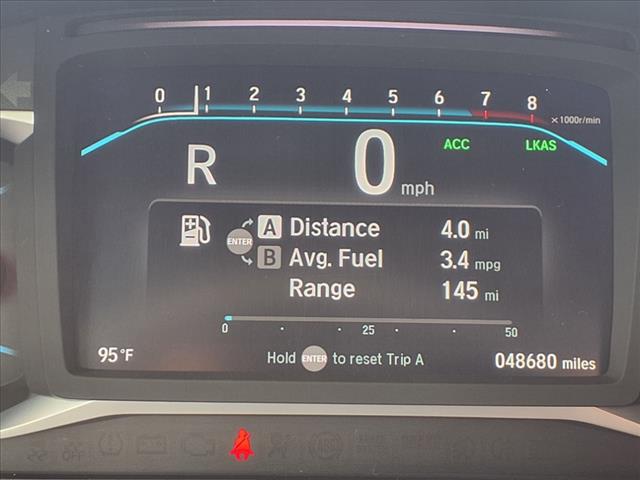 0 1 2 3 4 5 6 7 8
×1000r/min
ACC LKAS
R 0 mph
A Distance 4.0 mi
ENTER
B Avg. Fuel 3.4 mpg
Range 145 mi
0 25 50
95°F Hold ENTER to reset Trip A 048680 miles